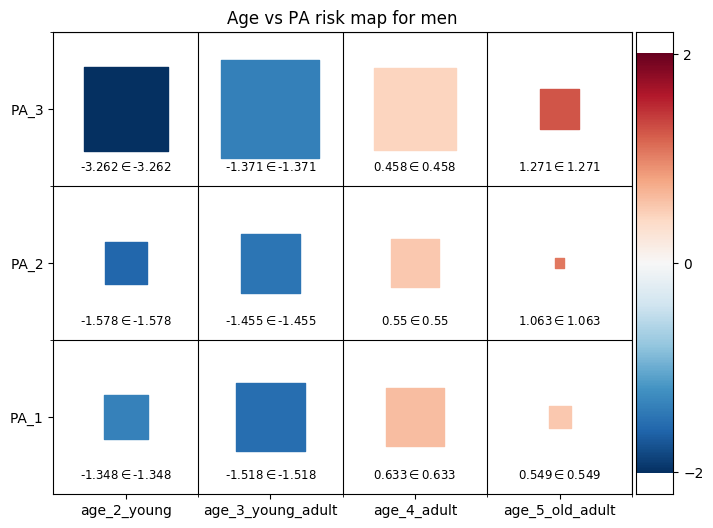 Age vs PA risk map for men
2
PA_3
-3.262∈-3.262 -1.371∈-1.371 0.458∈0.458 1.271∈1.271
PA_2
0
-1.578∈-1.578 -1.455∈-1.455 0.55∈0.55 1.063∈1.063
PA_1
-1.348∈-1.348 -1.518∈-1.518 0.633∈0.633 0.549∈0.549
−2
age_2_young age_3_young_adult age_4_adult age_5_old_adult